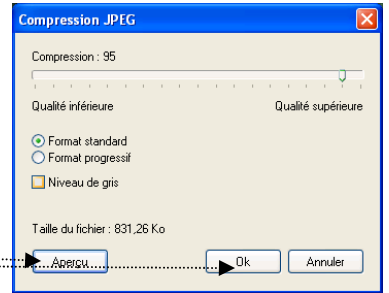 Compression JPEG
Compression : 95
Qualité inférieure Qualité supérieure
Format standard
Format progressif
Niveau de gris
Taille du fichier : 831,26 Ko
Aperçu Ok Annuler